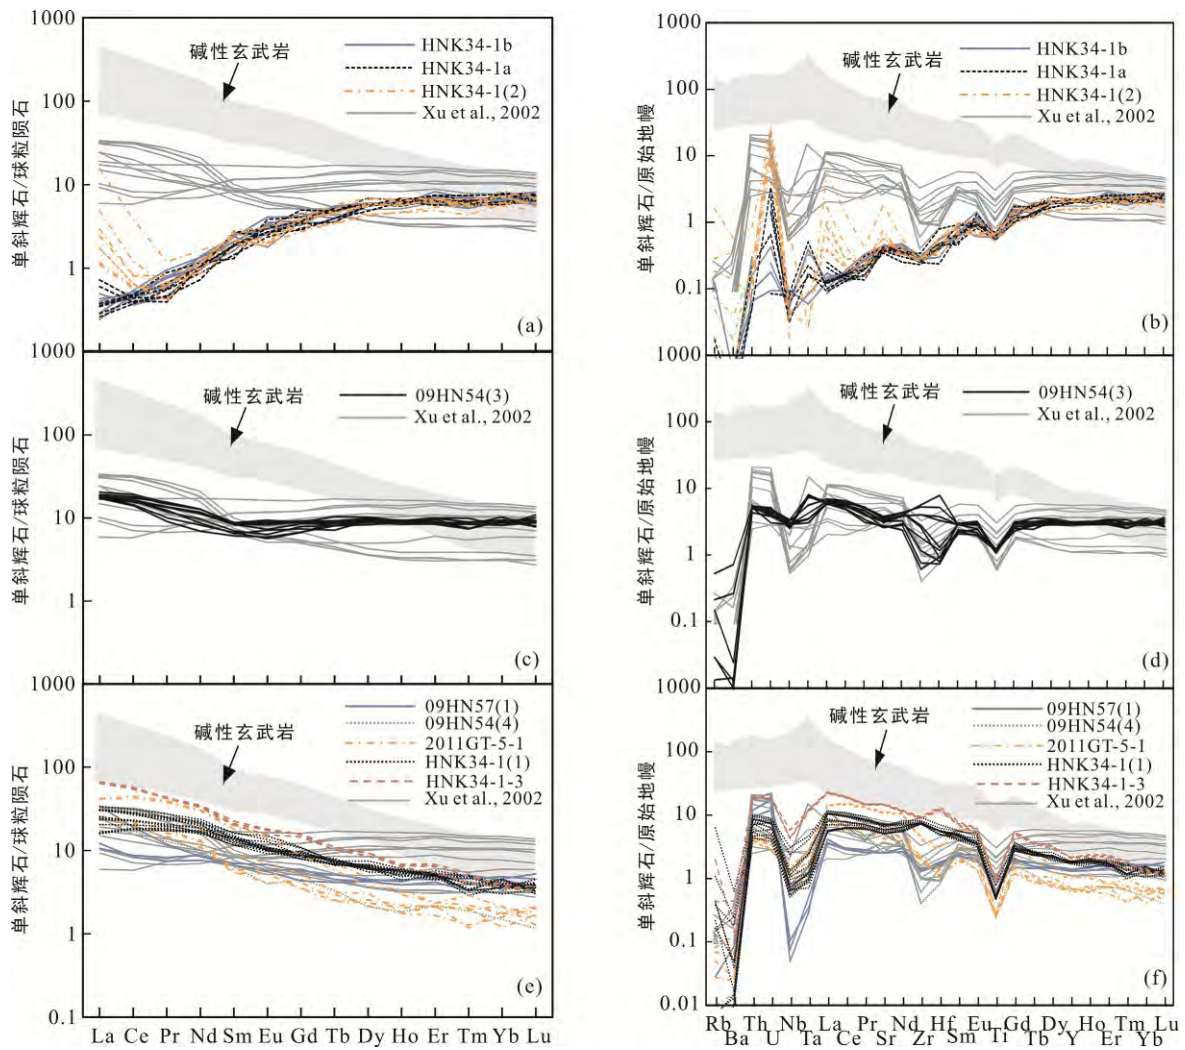 单斜辉石/球粒陨石
1000
100
10
1
碱性玄武岩
HNK34-1b
HNK34-1a
HNK34-1(2)
Xu et al., 2002
(a)
单斜辉石/原始地幔
1000
100
10
1
0.1
碱性玄武岩
HNK34-1b
HNK34-1a
HNK34-1(2)
Xu et al., 2002
(b)
单斜辉石/球粒陨石
1000
100
10
1
碱性玄武岩
09HN54(3)
Xu et al., 2002
(c)
单斜辉石/原始地幔
1000
100
10
1
0.1
碱性玄武岩
09HN54(3)
Xu et al., 2002
(d)
单斜辉石/球粒陨石
1000
100
10
1
0.1
碱性玄武岩
09HN57(1)
09HN54(4)
2011GT-5-1
HNK34-1(1)
HNK34-1-3
Xu et al., 2002
(e)
La Ce Pr Nd Sm Eu Gd Tb Dy Ho Er Tm Yb Lu
单斜辉石/原始地幔
1000
100
10
1
0.1
0.01
碱性玄武岩
09HN57(1)
09HN54(4)
2011GT-5-1
HNK34-1(1)
HNK34-1-3
Xu et al., 2002
(f)
Rb Th Nb La Pr Nd Hf Eu Gd Dy Ho Tm Lu
Ba U Ta Ce Sr Zr Sm Ti Tb Y Er Yb